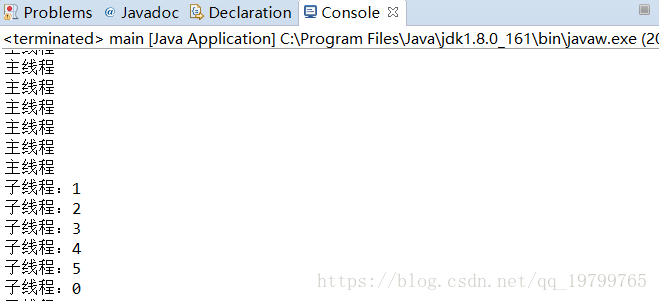 Problems @ Javadoc Declaration Console
<terminated> main [Java Application] C:\Program Files\Java\jdk1.8.0_161\bin\javaw.exe (20
主线程
主线程
主线程
主线程
主线程
主线程
主线程
子线程：1
子线程：2
子线程：3
子线程：4
子线程：5
子线程：0
https://blog.csdn.net/qq_19799765